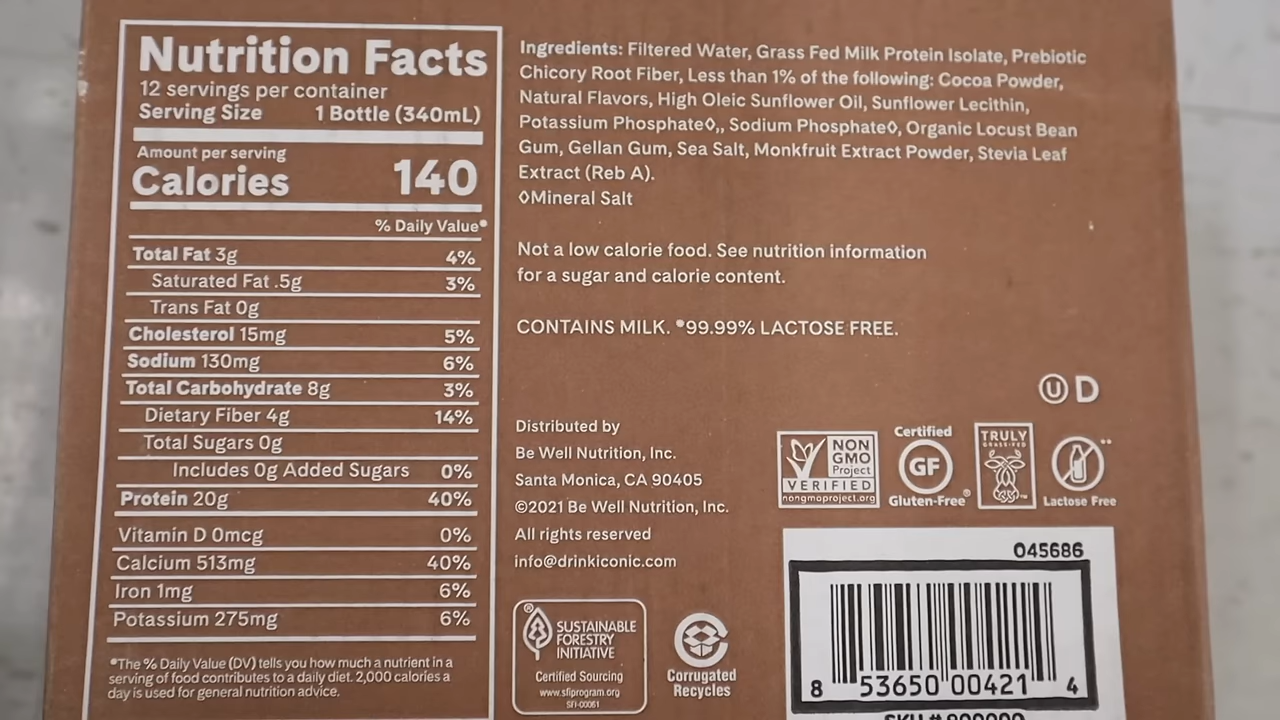 Nutrition Facts
12 servings per container
Serving Size 1 Bottle (340mL)
Amount per serving
Calories 140
% Daily Value*
Total Fat 3g 4%
Saturated Fat .5g 3%
Trans Fat 0g
Cholesterol 15mg 5%
Sodium 130mg 6%
Total Carbohydrate 8g 3%
Dietary Fiber 4g 14%
Total Sugars 0g
Includes 0g Added Sugars 0%
Protein 20g 40%
Vitamin D 0mcg 0%
Calcium 513mg 40%
Iron 1mg 6%
Potassium 275mg 6%
*The % Daily Value (DV) tells you how much a nutrient in a
serving of food contributes to a daily diet. 2,000 calories a
day is used for general nutrition advice.
Ingredients: Filtered Water, Grass Fed Milk Protein Isolate, Prebiotic
Chicory Root Fiber, Less than 1% of the following: Cocoa Powder,
Natural Flavors, High Oleic Sunflower Oil, Sunflower Lecithin,
Potassium Phosphate◊,, Sodium Phosphate◊, Organic Locust Bean
Gum, Gellan Gum, Sea Salt, Monkfruit Extract Powder, Stevia Leaf
Extract (Reb A).
◊Mineral Salt
Not a low calorie food. See nutrition information
for a sugar and calorie content.
CONTAINS MILK. *99.99% LACTOSE FREE.
Distributed by
Be Well Nutrition, Inc.
Santa Monica, CA 90405
©2021 Be Well Nutrition, Inc.
All rights reserved
info@drinkiconic.com
® SUSTAINABLE
FORESTRY
INITIATIVE
Certified Sourcing
www.sfiprogram.org
SFI-00061
Corrugated
Recycles
U D
NON
GMO
Project
VERIFIED
nongmoproject.org
Certified
GF
Gluten-Free®
TRULY
GRASS FED
™
Lactose Free
**
045686
8 53650 00421 4